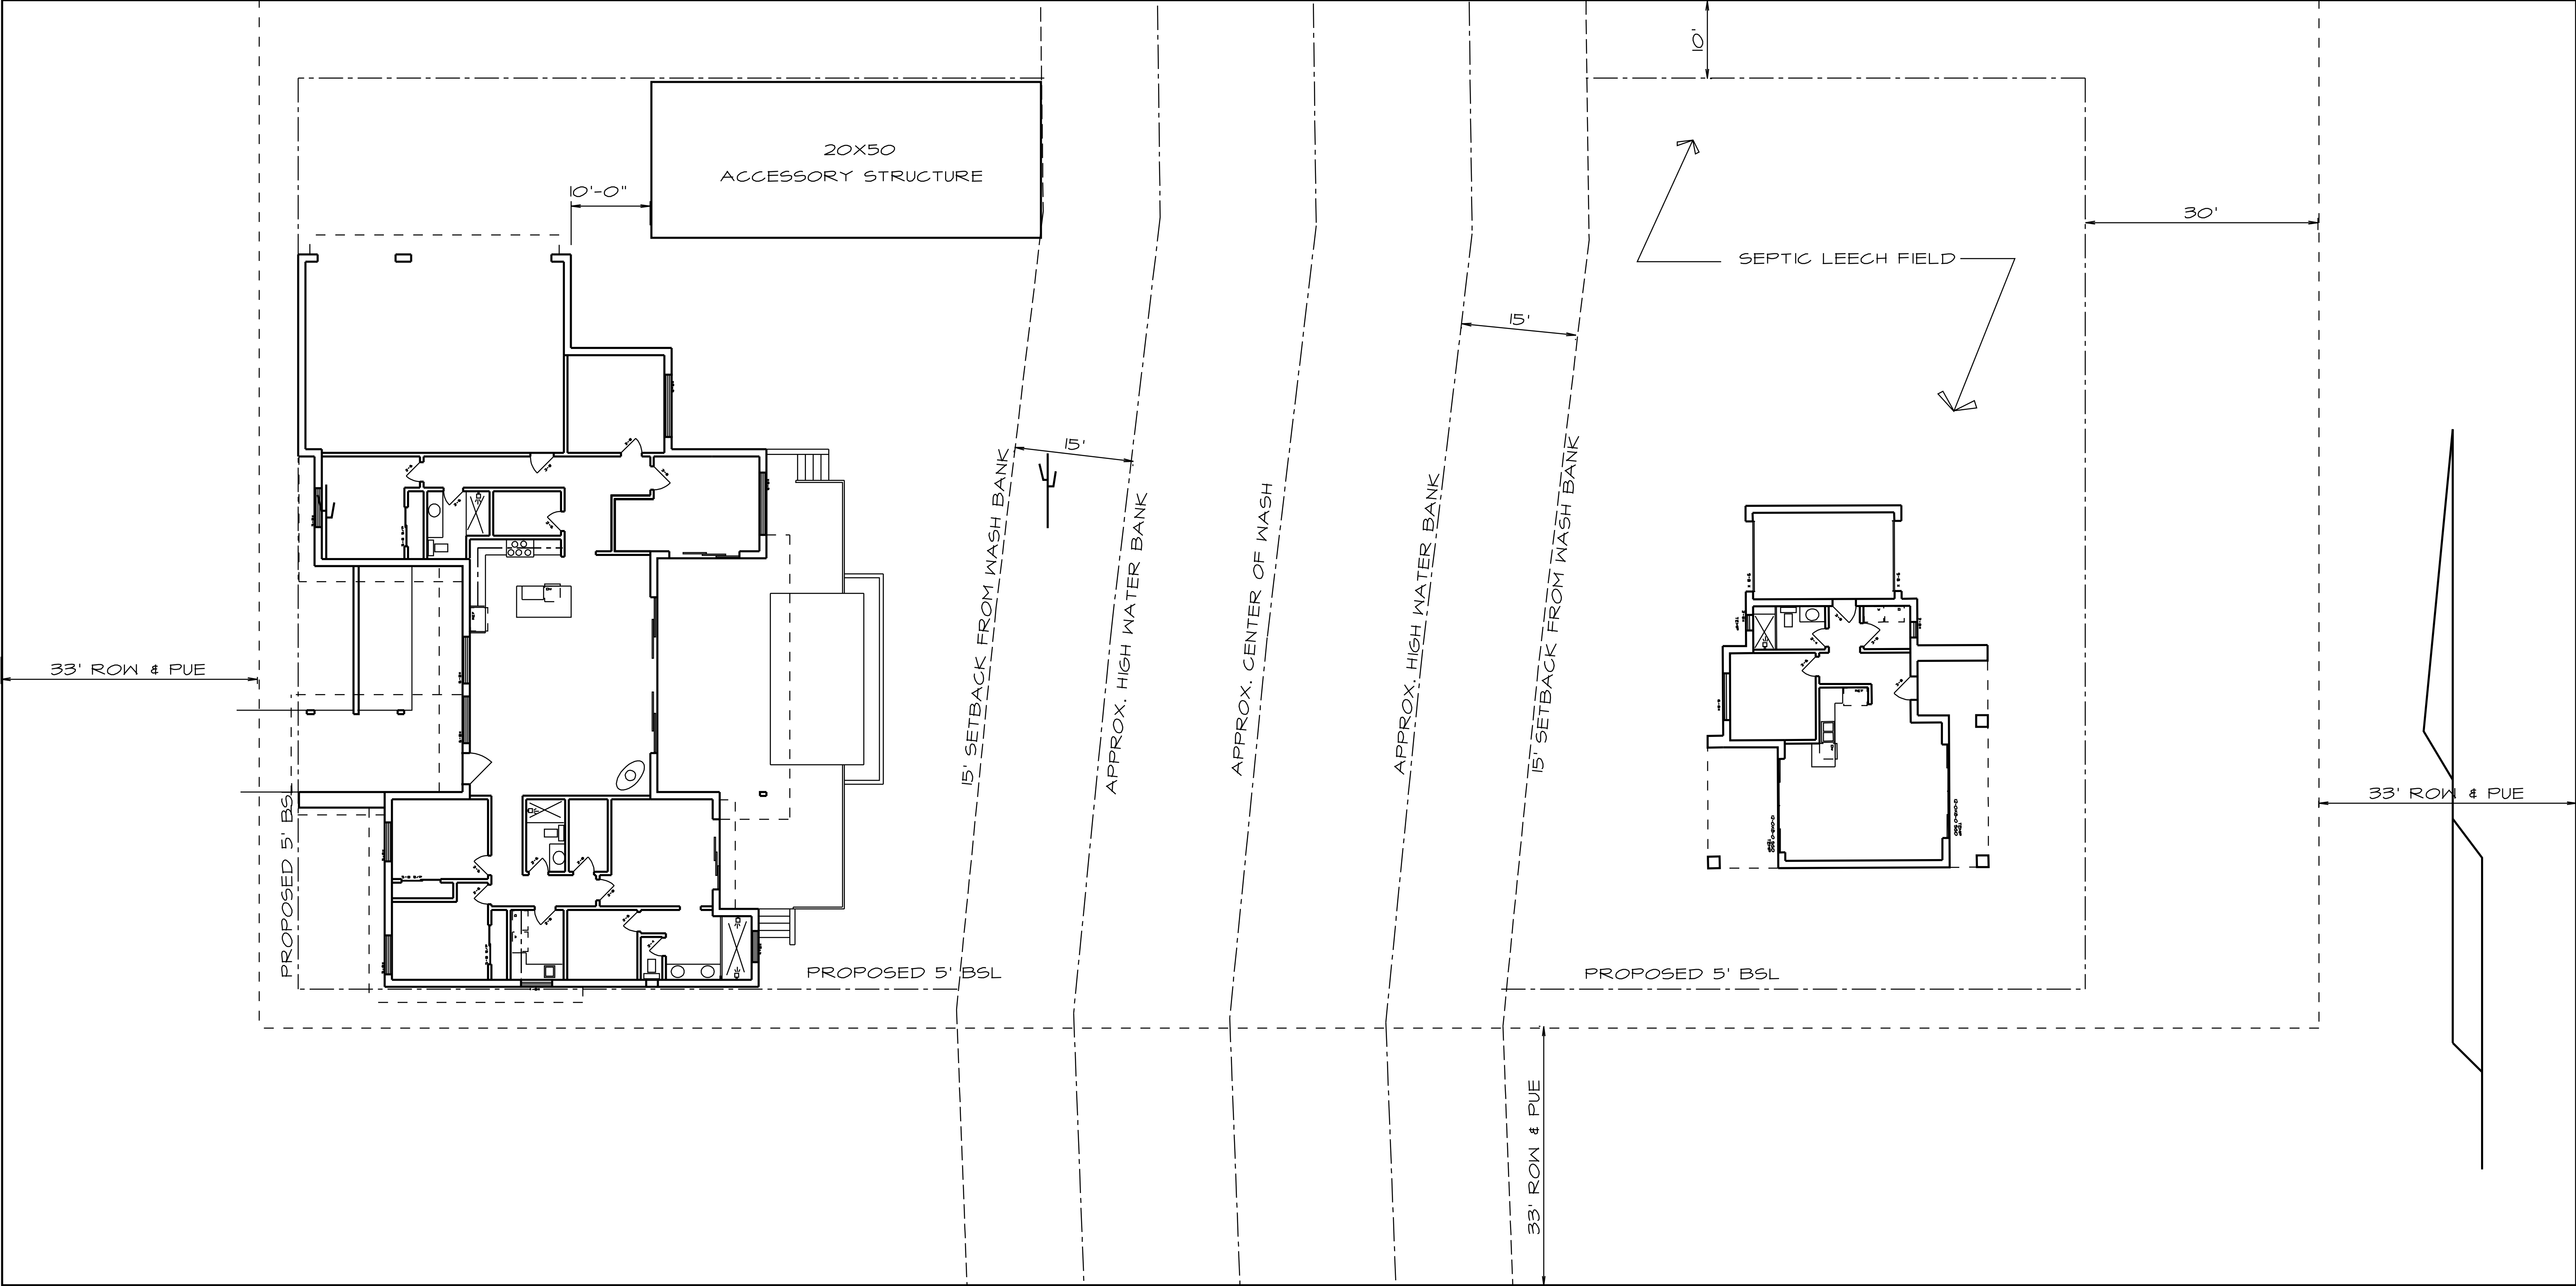 10'
20X50
ACCESSORY STRUCTURE
0'-0"
30'
SEPTIC LEECH FIELD
15'
15'
15' SETBACK FROM WASH BANK
APPROX. HIGH WATER BANK
APPROX. CENTER OF WASH
APPROX. HIGH WATER BANK
15' SETBACK FROM WASH BANK
33' ROW & PUE
33' ROW & PUE
PROPOSED 5' BSL
PROPOSED 5' BSL
PROPOSED 5' BSL
33' ROW & PUE